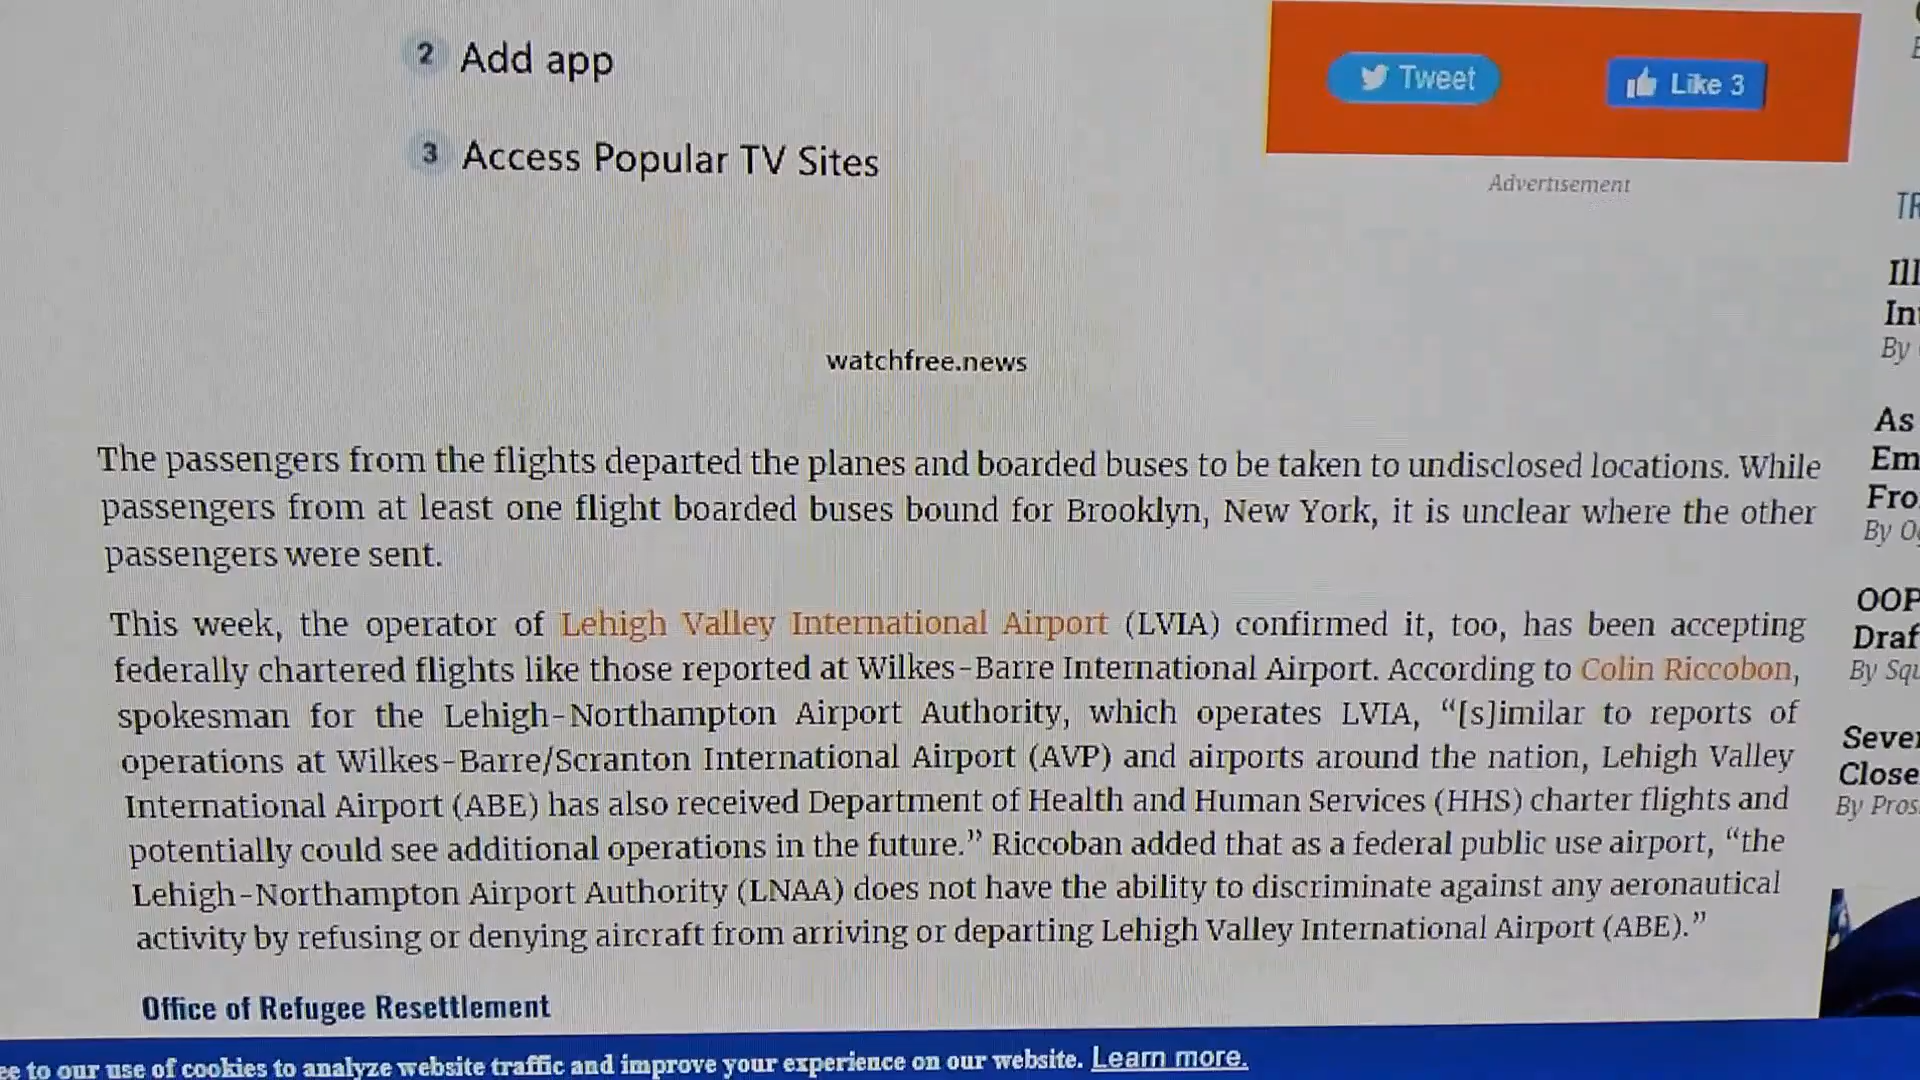 2 Add app
3 Access Popular TV Sites
Tweet
Like 3
Advertisement
watchfree.news
The passengers from the flights departed the planes and boarded buses to be taken to undisclosed locations. While
passengers from at least one flight boarded buses bound for Brooklyn, New York, it is unclear where the other
passengers were sent.
This week, the operator of Lehigh Valley International Airport (LVIA) confirmed it, too, has been accepting
federally chartered flights like those reported at Wilkes-Barre International Airport. According to Colin Riccobon,
spokesman for the Lehigh-Northampton Airport Authority, which operates LVIA, “[s]imilar to reports of
operations at Wilkes-Barre/Scranton International Airport (AVP) and airports around the nation, Lehigh Valley
International Airport (ABE) has also received Department of Health and Human Services (HHS) charter flights and
potentially could see additional operations in the future.” Riccoban added that as a federal public use airport, “the
Lehigh-Northampton Airport Authority (LNAA) does not have the ability to discriminate against any aeronautical
activity by refusing or denying aircraft from arriving or departing Lehigh Valley International Airport (ABE).”
Office of Refugee Resettlement
to our use of cookies to analyze website traffic and improve your experience on our website. Learn more.
As
By